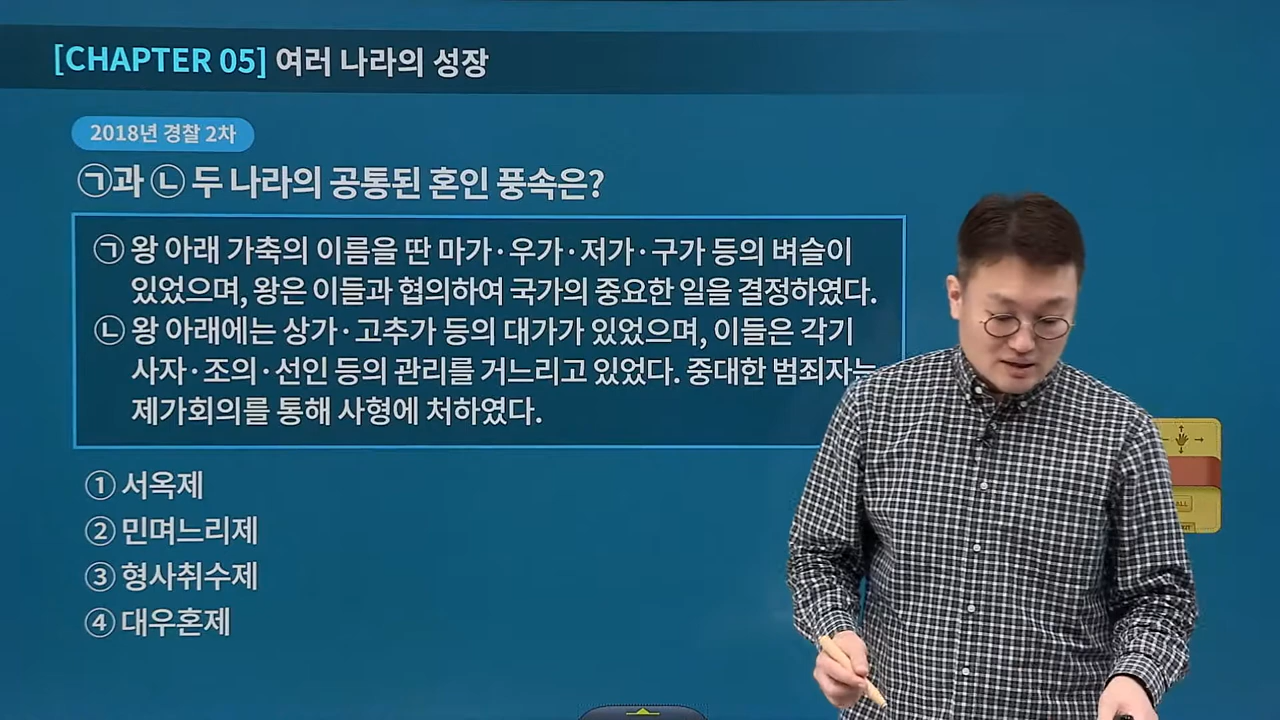 [CHAPTER 05] 여러 나라의 성장
2018년 경찰 2차
㉠과 ㉡ 두 나라의 공통된 혼인 풍속은?
㉠ 왕 아래 가축의 이름을 딴 마가·우가·저가·구가 등의 벼슬이
있었으며, 왕은 이들과 협의하여 국가의 중요한 일을 결정하였다.
㉡ 왕 아래에는 상가·고추가 등의 대가가 있었으며, 이들은 각기
사자·조의·선인 등의 관리를 거느리고 있었다. 중대한 범죄자는
제가회의를 통해 사형에 처하였다.
① 서옥제
② 민며느리제
③ 형사취수제
④ 대우혼제